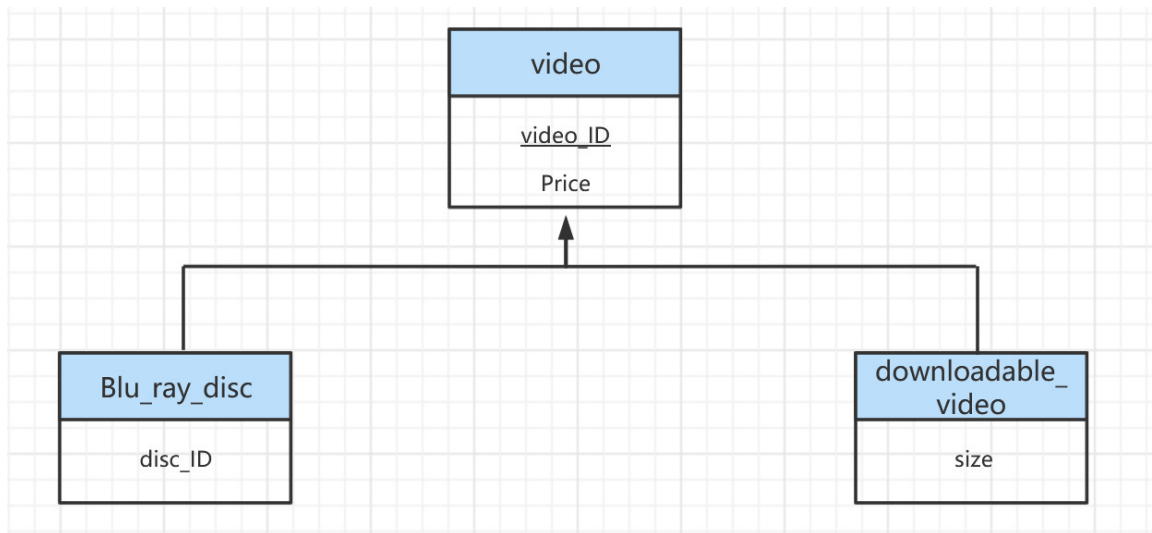 video
video_ID
Price
Blu_ray_disc
disc_ID
downloadable_
video
size